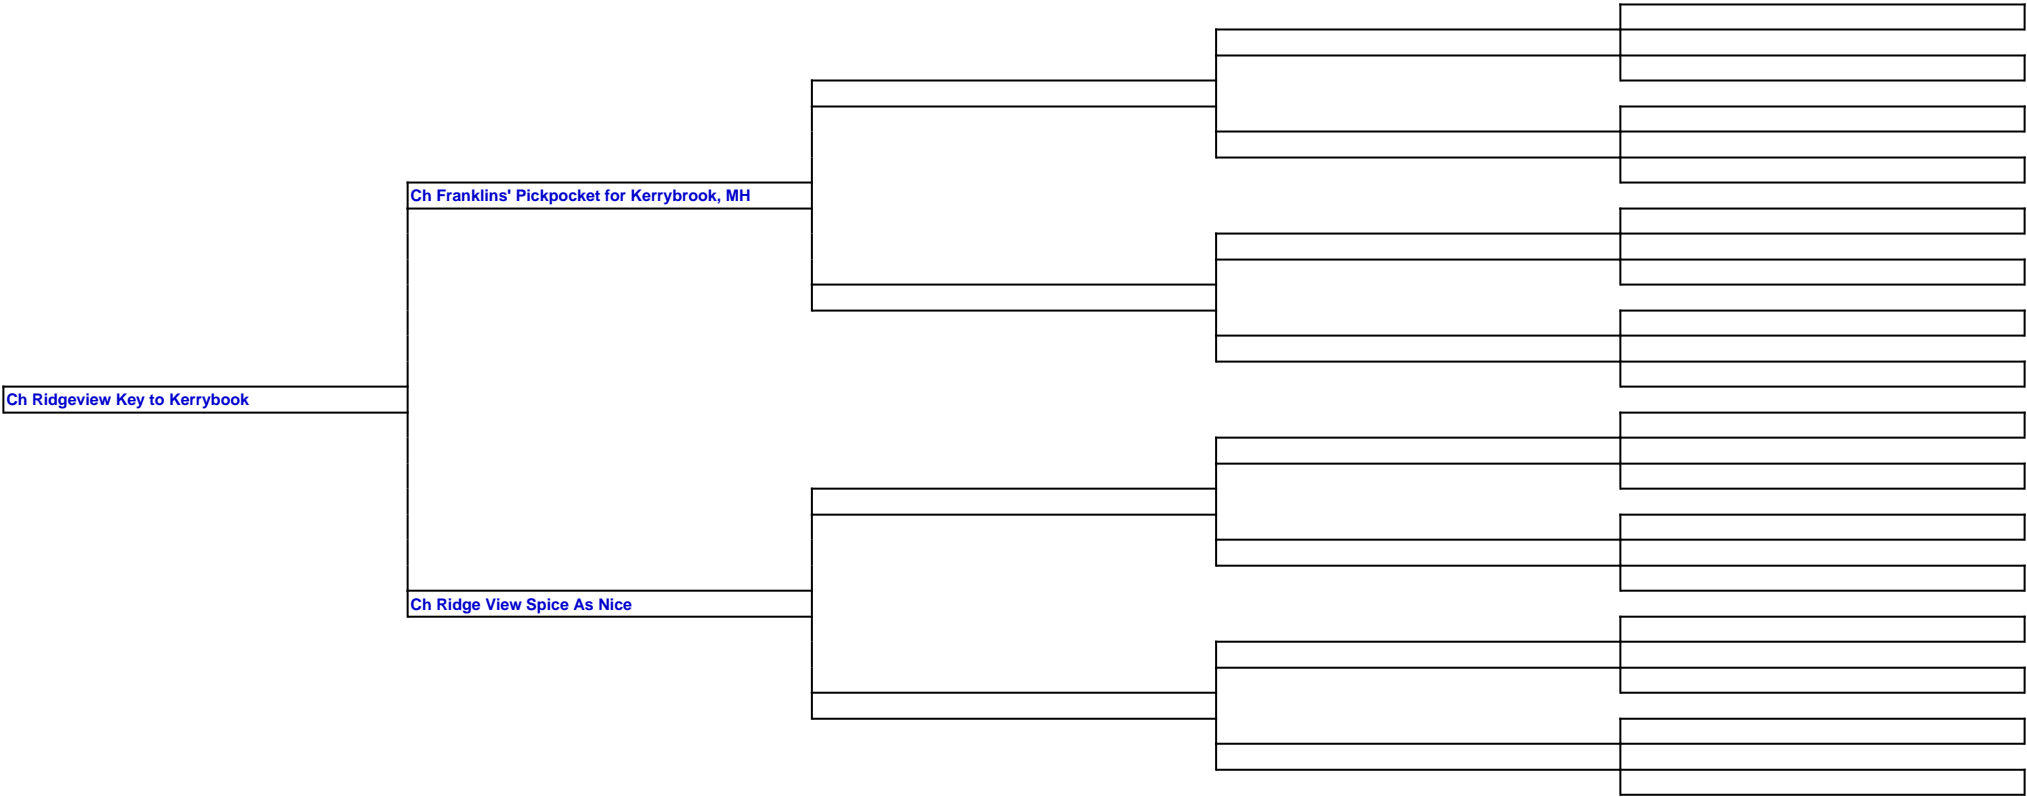 Ch Franklins' Pickpocket for Kerrybrook, MH
Ch Ridgeview Key to Kerrybook
Ch Ridge View Spice As Nice